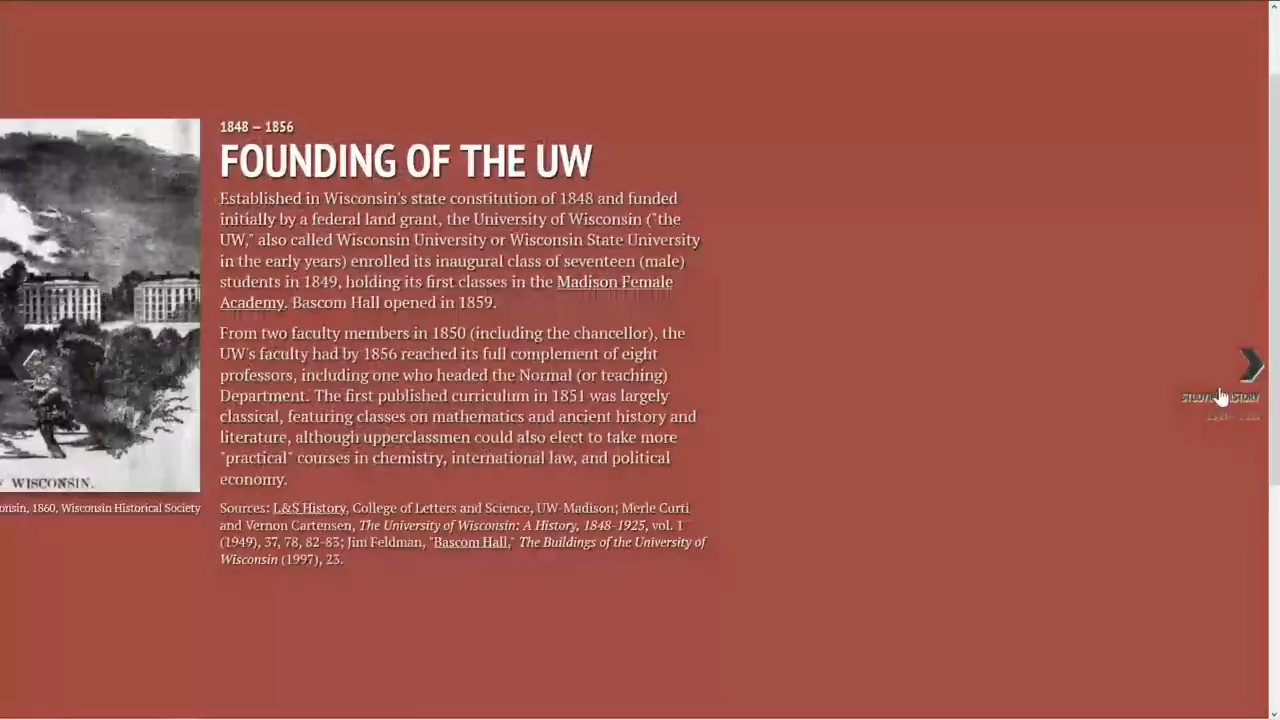 1848 – 1856
FOUNDING OF THE UW
Established in Wisconsin's state constitution of 1848 and funded
initially by a federal land grant, the University of Wisconsin ("the
UW," also called Wisconsin University or Wisconsin State University
in the early years) enrolled its inaugural class of seventeen (male)
students in 1849, holding its first classes in the Madison Female
Academy. Bascom Hall opened in 1859.
From two faculty members in 1850 (including the chancellor), the
UW's faculty had by 1856 reached its full complement of eight
professors, including one who headed the Normal (or teaching)
Department. The first published curriculum in 1851 was largely
classical, featuring classes on mathematics and ancient history and
literature, although upperclassmen could also elect to take more
"practical" courses in chemistry, international law, and political
economy.
Sources: L&S History, College of Letters and Science, UW-Madison; Merle Curti
and Vernon Cartensen, The University of Wisconsin: A History, 1848-1925, vol. 1
(1949), 37, 78, 82-83; Jim Feldman, "Bascom Hall," The Buildings of the University of
Wisconsin (1997), 23.
WISCONSIN.
onsin, 1860, Wisconsin Historical Society